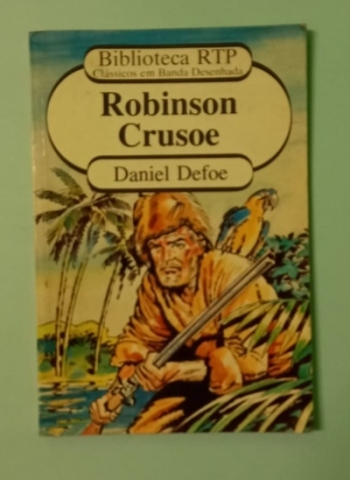 Biblioteca RTP
Clássicos em Banda Desenhada
Robinson
Crusoe
Daniel Defoe